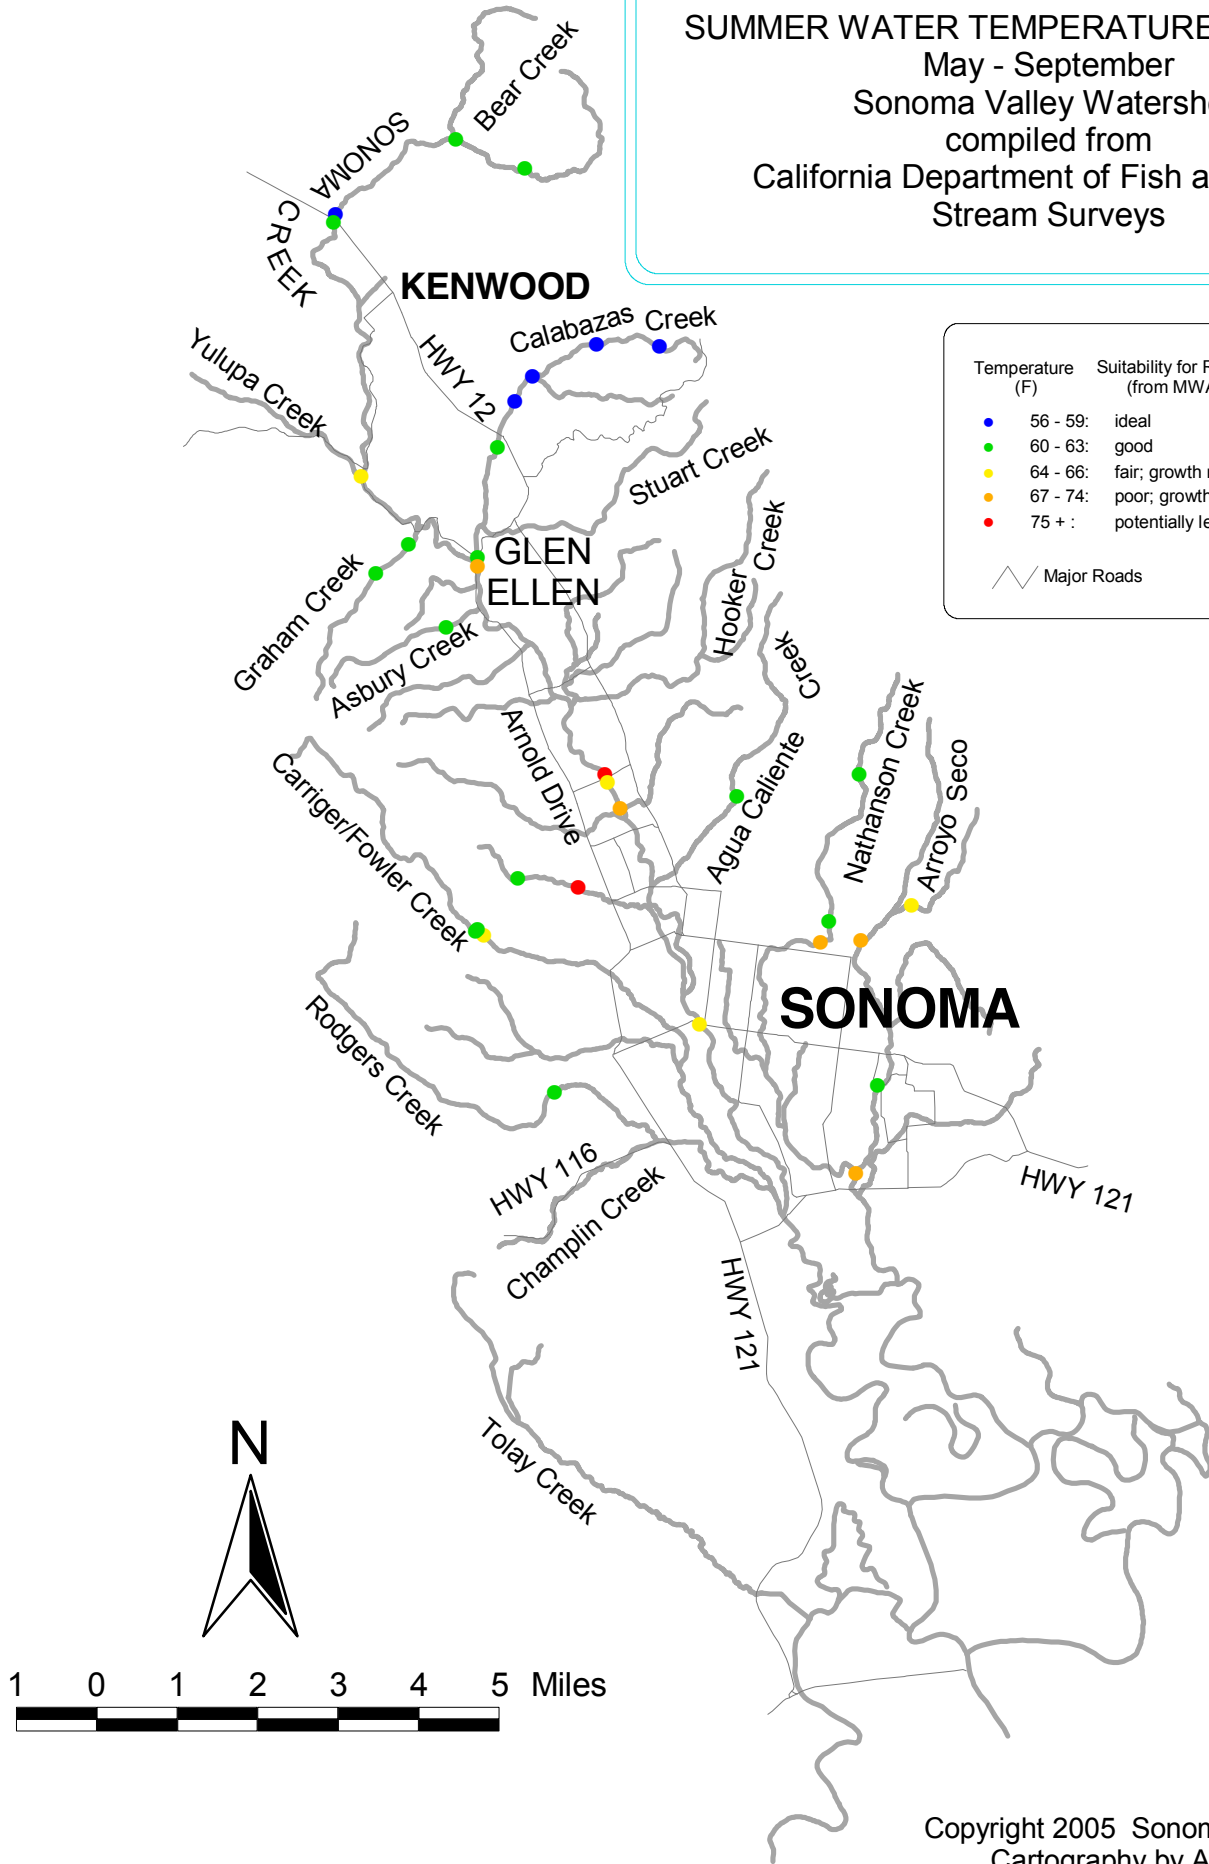 SUMMER WATER TEMPERATURE
May - September
Sonoma Valley
compiled from
California Department of Fish
Stream Surveys
Bear Creek
SONOMA
CREEK
KENWOOD
Calabazas Creek
Yulupa Creek
HWY 12
Temperature
(F)
Suitability for
(from
56 - 59: ideal
60 - 63: good
64 - 66: fair; growth
67 - 74: poor; growth
75 + : potentially
Major Roads
Stuart Creek
GLEN
ELLEN
Hooker Creek
Graham Creek
Asbury Creek
Creek
Agua Caliente
Arnold Drive
Nathanson Creek
Arroyo Seco
Carriger/Fowler Creek
SONOMA
Rodgers Creek
HWY 116
Champlin Creek
HWY 121
HWY 121
Tolay Creek
N
1 0 1 2 3 4 5 Miles
Copyright 2005
Cartography by